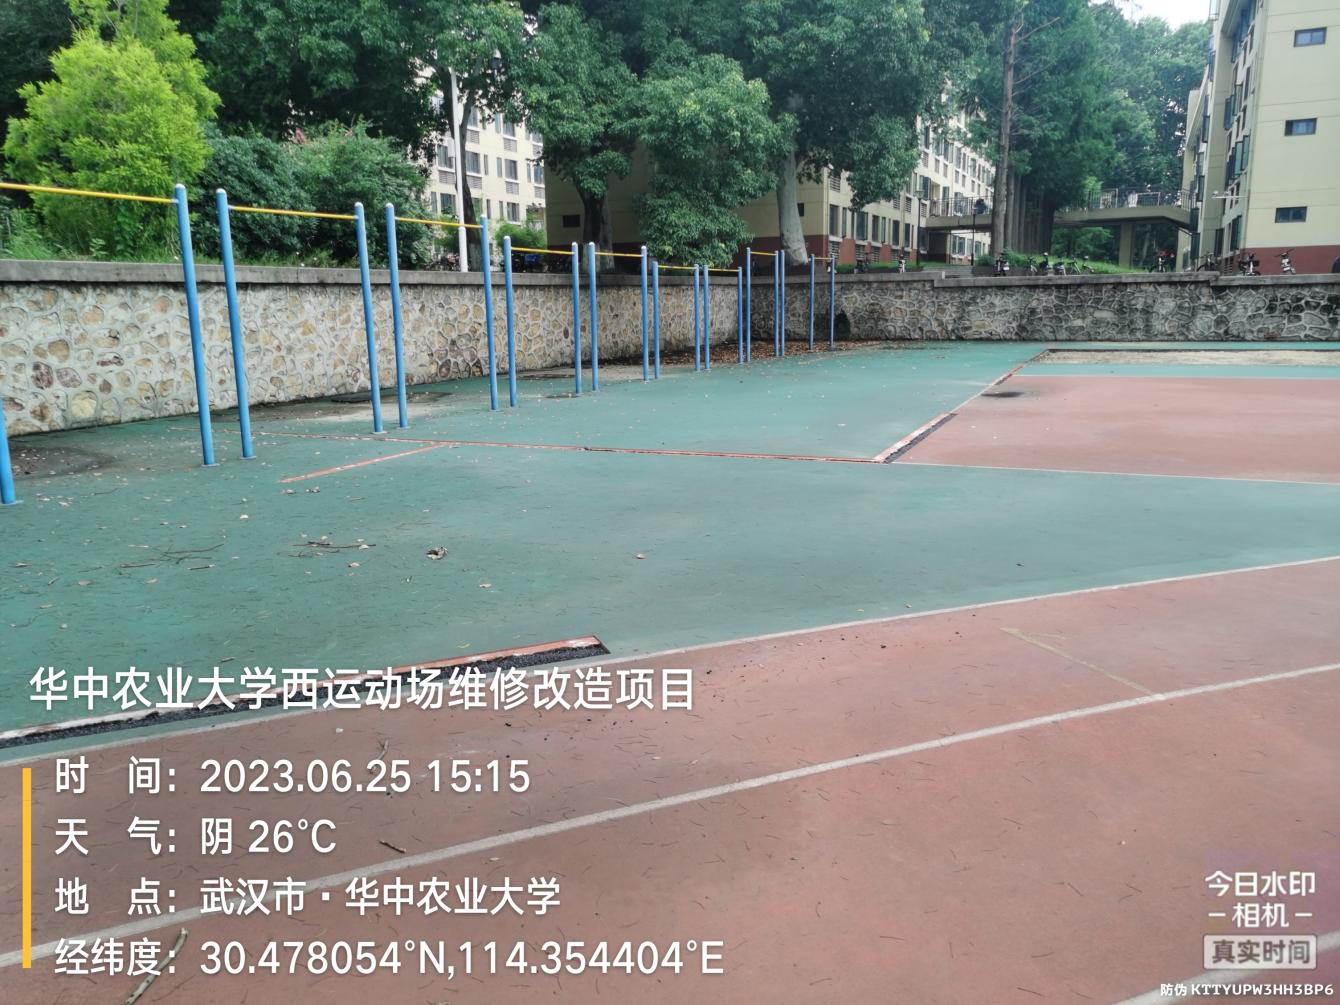 华中农业大学西运动场维修改造项目
时 间：2023.06.25 15:15
天 气：阴 26°C
地 点：武汉市·华中农业大学
经纬度：30.478054°N,114.354404°E
今日水印
－相机－
真实时间
防伪 KTTYUPW3HH3BP6